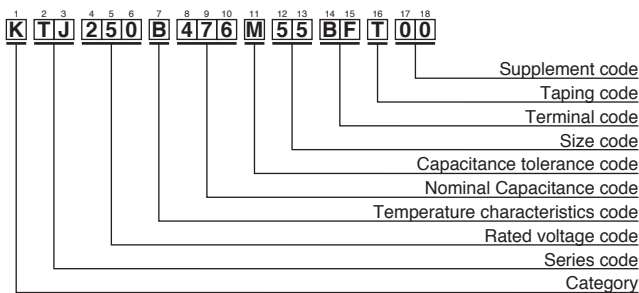 1 2 3 4 5 6 7 8 9 10 11 12 13 14 15 16 17 18
K T J 2 5 0 B 4 7 6 M 5 5 B F T 0 0
Supplement code
Taping code
Terminal code
Size code
Capacitance tolerance code
Nominal Capacitance code
Temperature characteristics code
Rated voltage code
Series code
Category